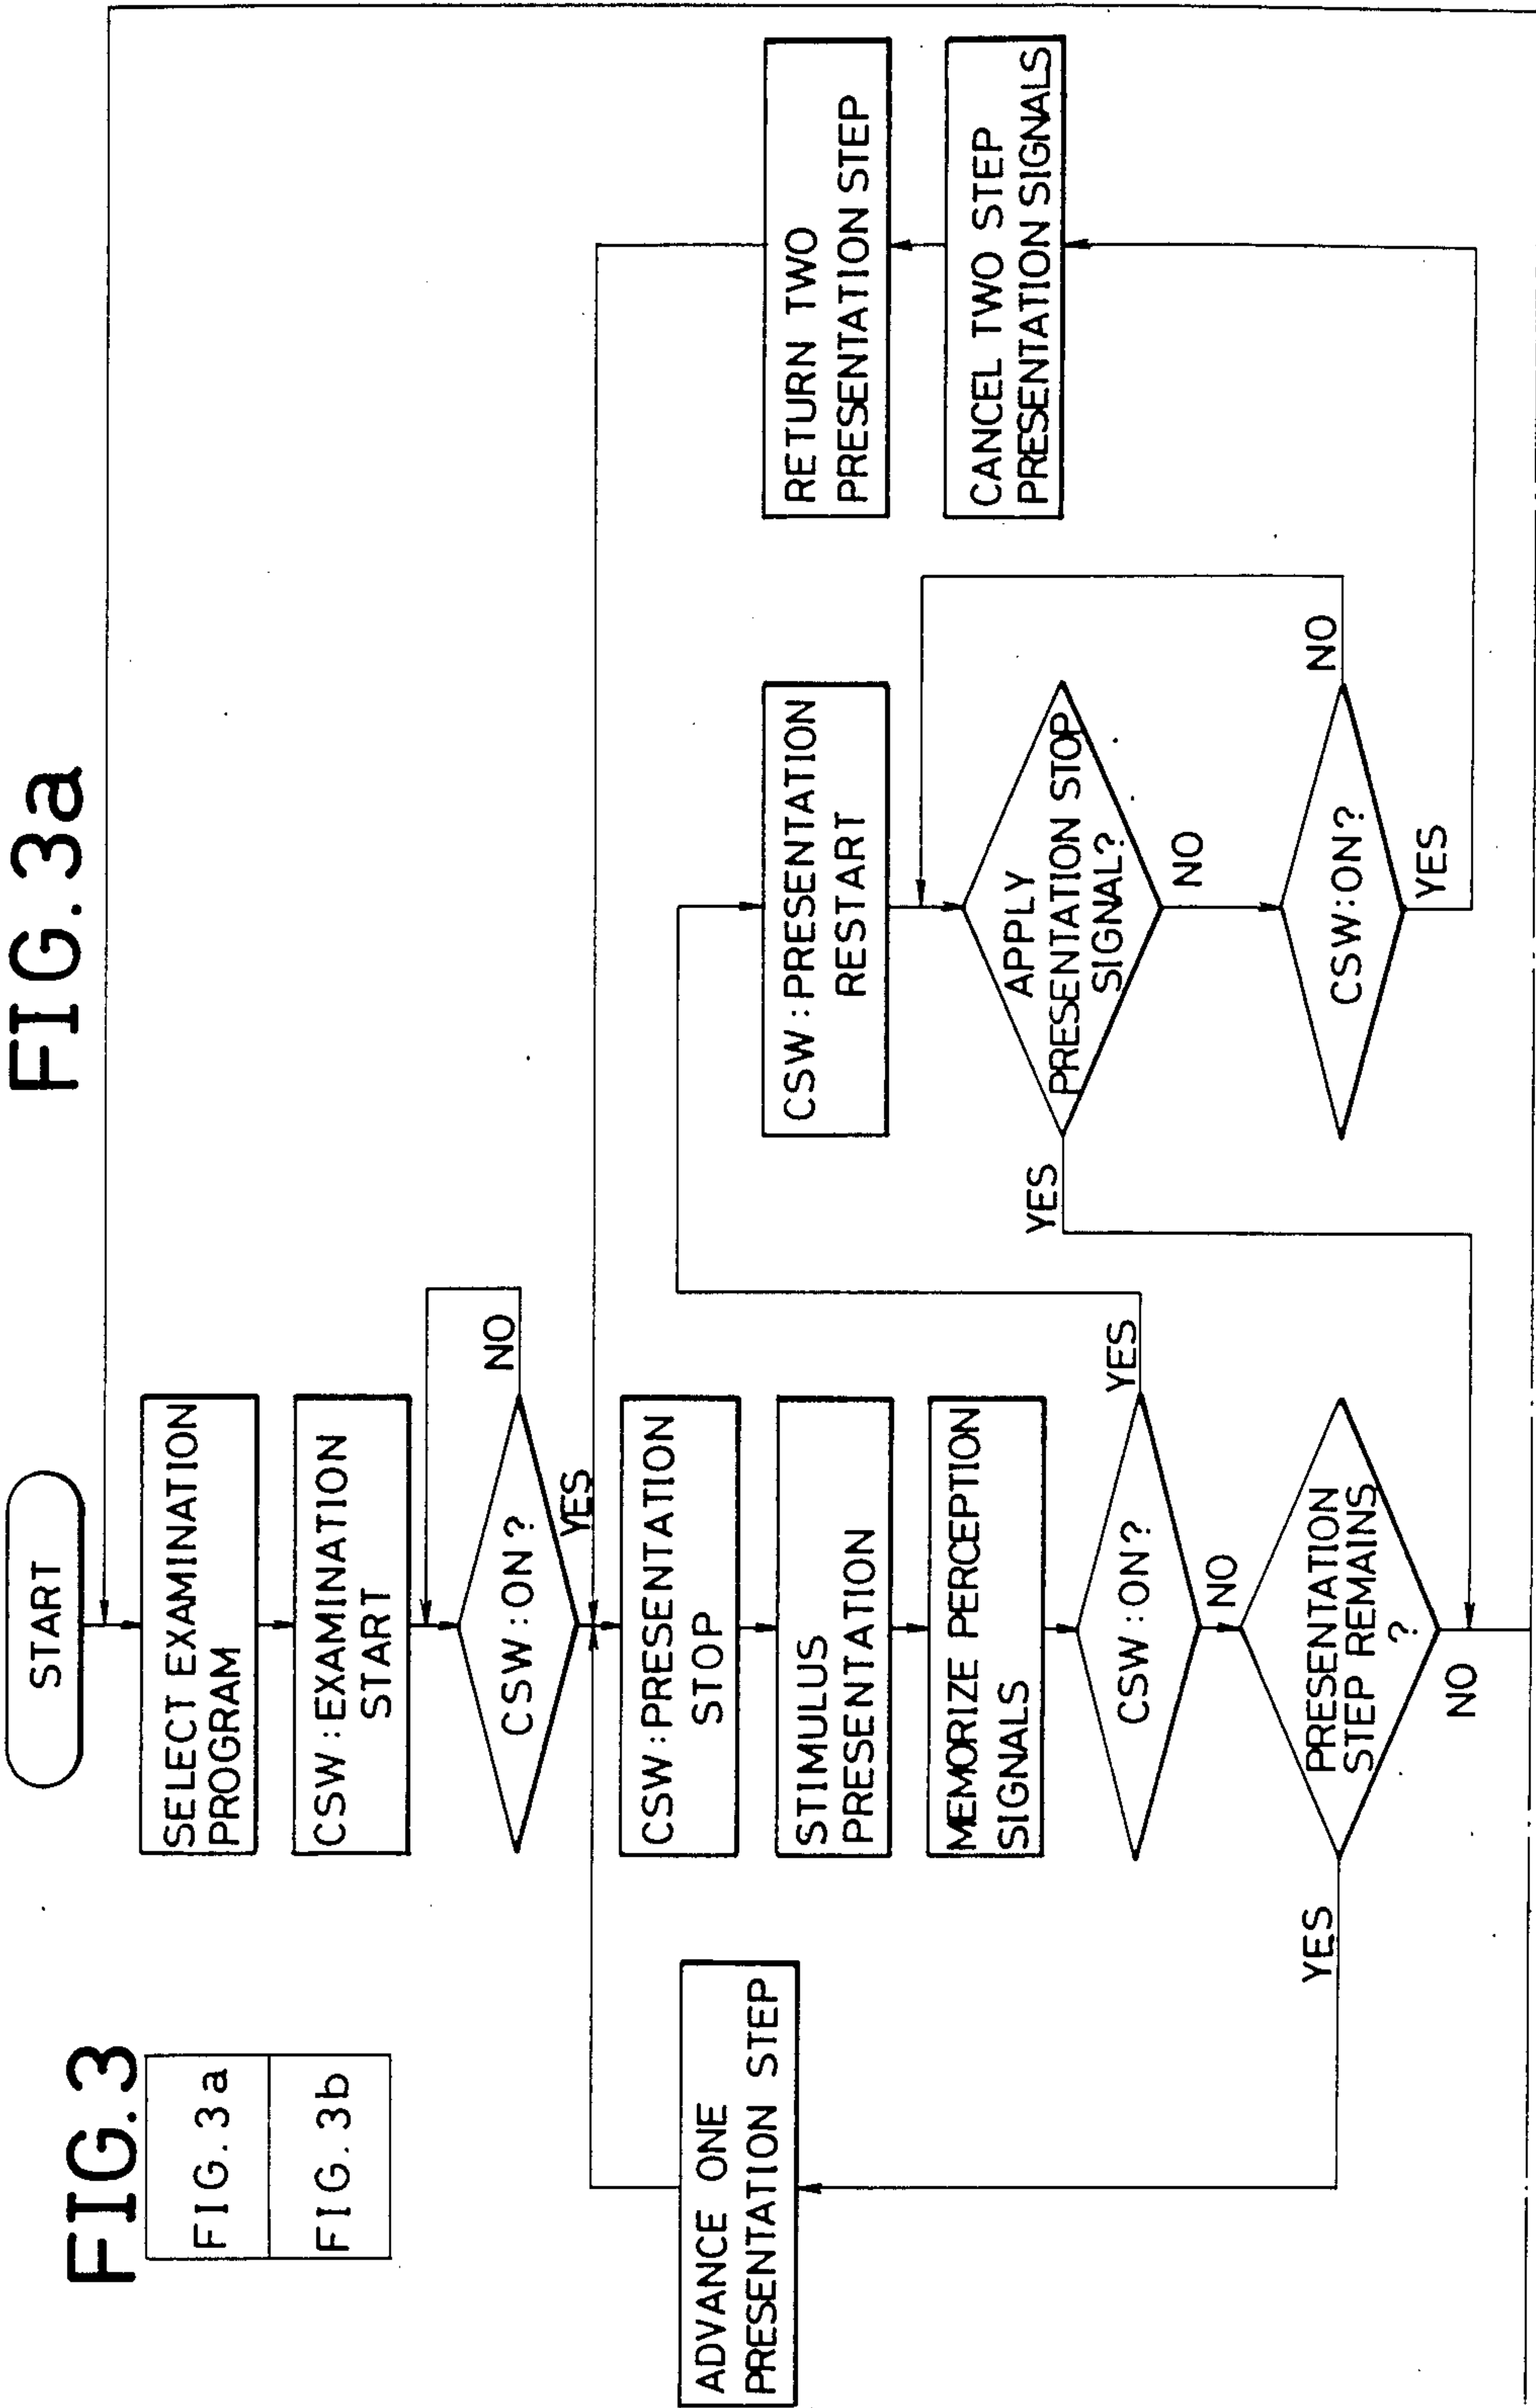 FIG.3
FIG.3a
FIG.3b
FIG.3a
START
SELECT EXAMINATION
PROGRAM
CSW:EXAMINATION
START
CSW:ON?
NO
YES
CSW:PRESENTATION
STOP
STIMULUS
PRESENTATION
MEMORIZE PERCEPTION
SIGNALS
CSW:ON?
YES
NO
PRESENTATION
STEP REMAINS
?
YES
NO
ADVANCE ONE
PRESENTATION STEP
CSW:PRESENTATION
RESTART
APPLY
PRESENTATION STOP
SIGNAL?
YES
NO
CSW:ON?
NO
YES
RETURN TWO
PRESENTATION STEP
CANCEL TWO STEP
PRESENTATION SIGNALS